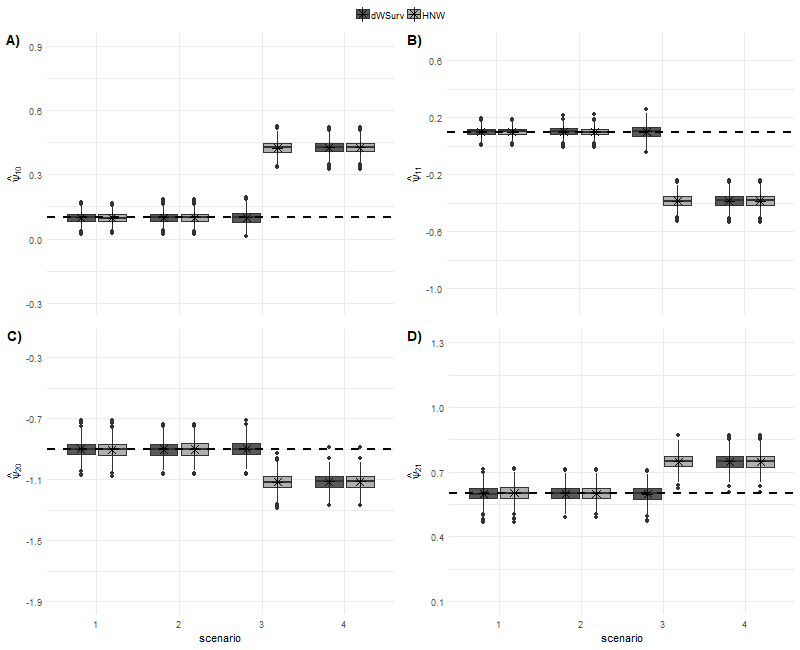 dWSurv HNW
A)
0.9
0.6
0.3
0.0
-0.3
ψ̂10
B)
0.6
0.2
-0.2
-0.6
-1.0
ψ̂11
C)
-0.3
-0.7
-1.1
-1.5
-1.9
ψ̂20
1 2 3 4
scenario
D)
1.3
1.0
0.7
0.4
0.1
ψ̂21
1 2 3 4
scenario